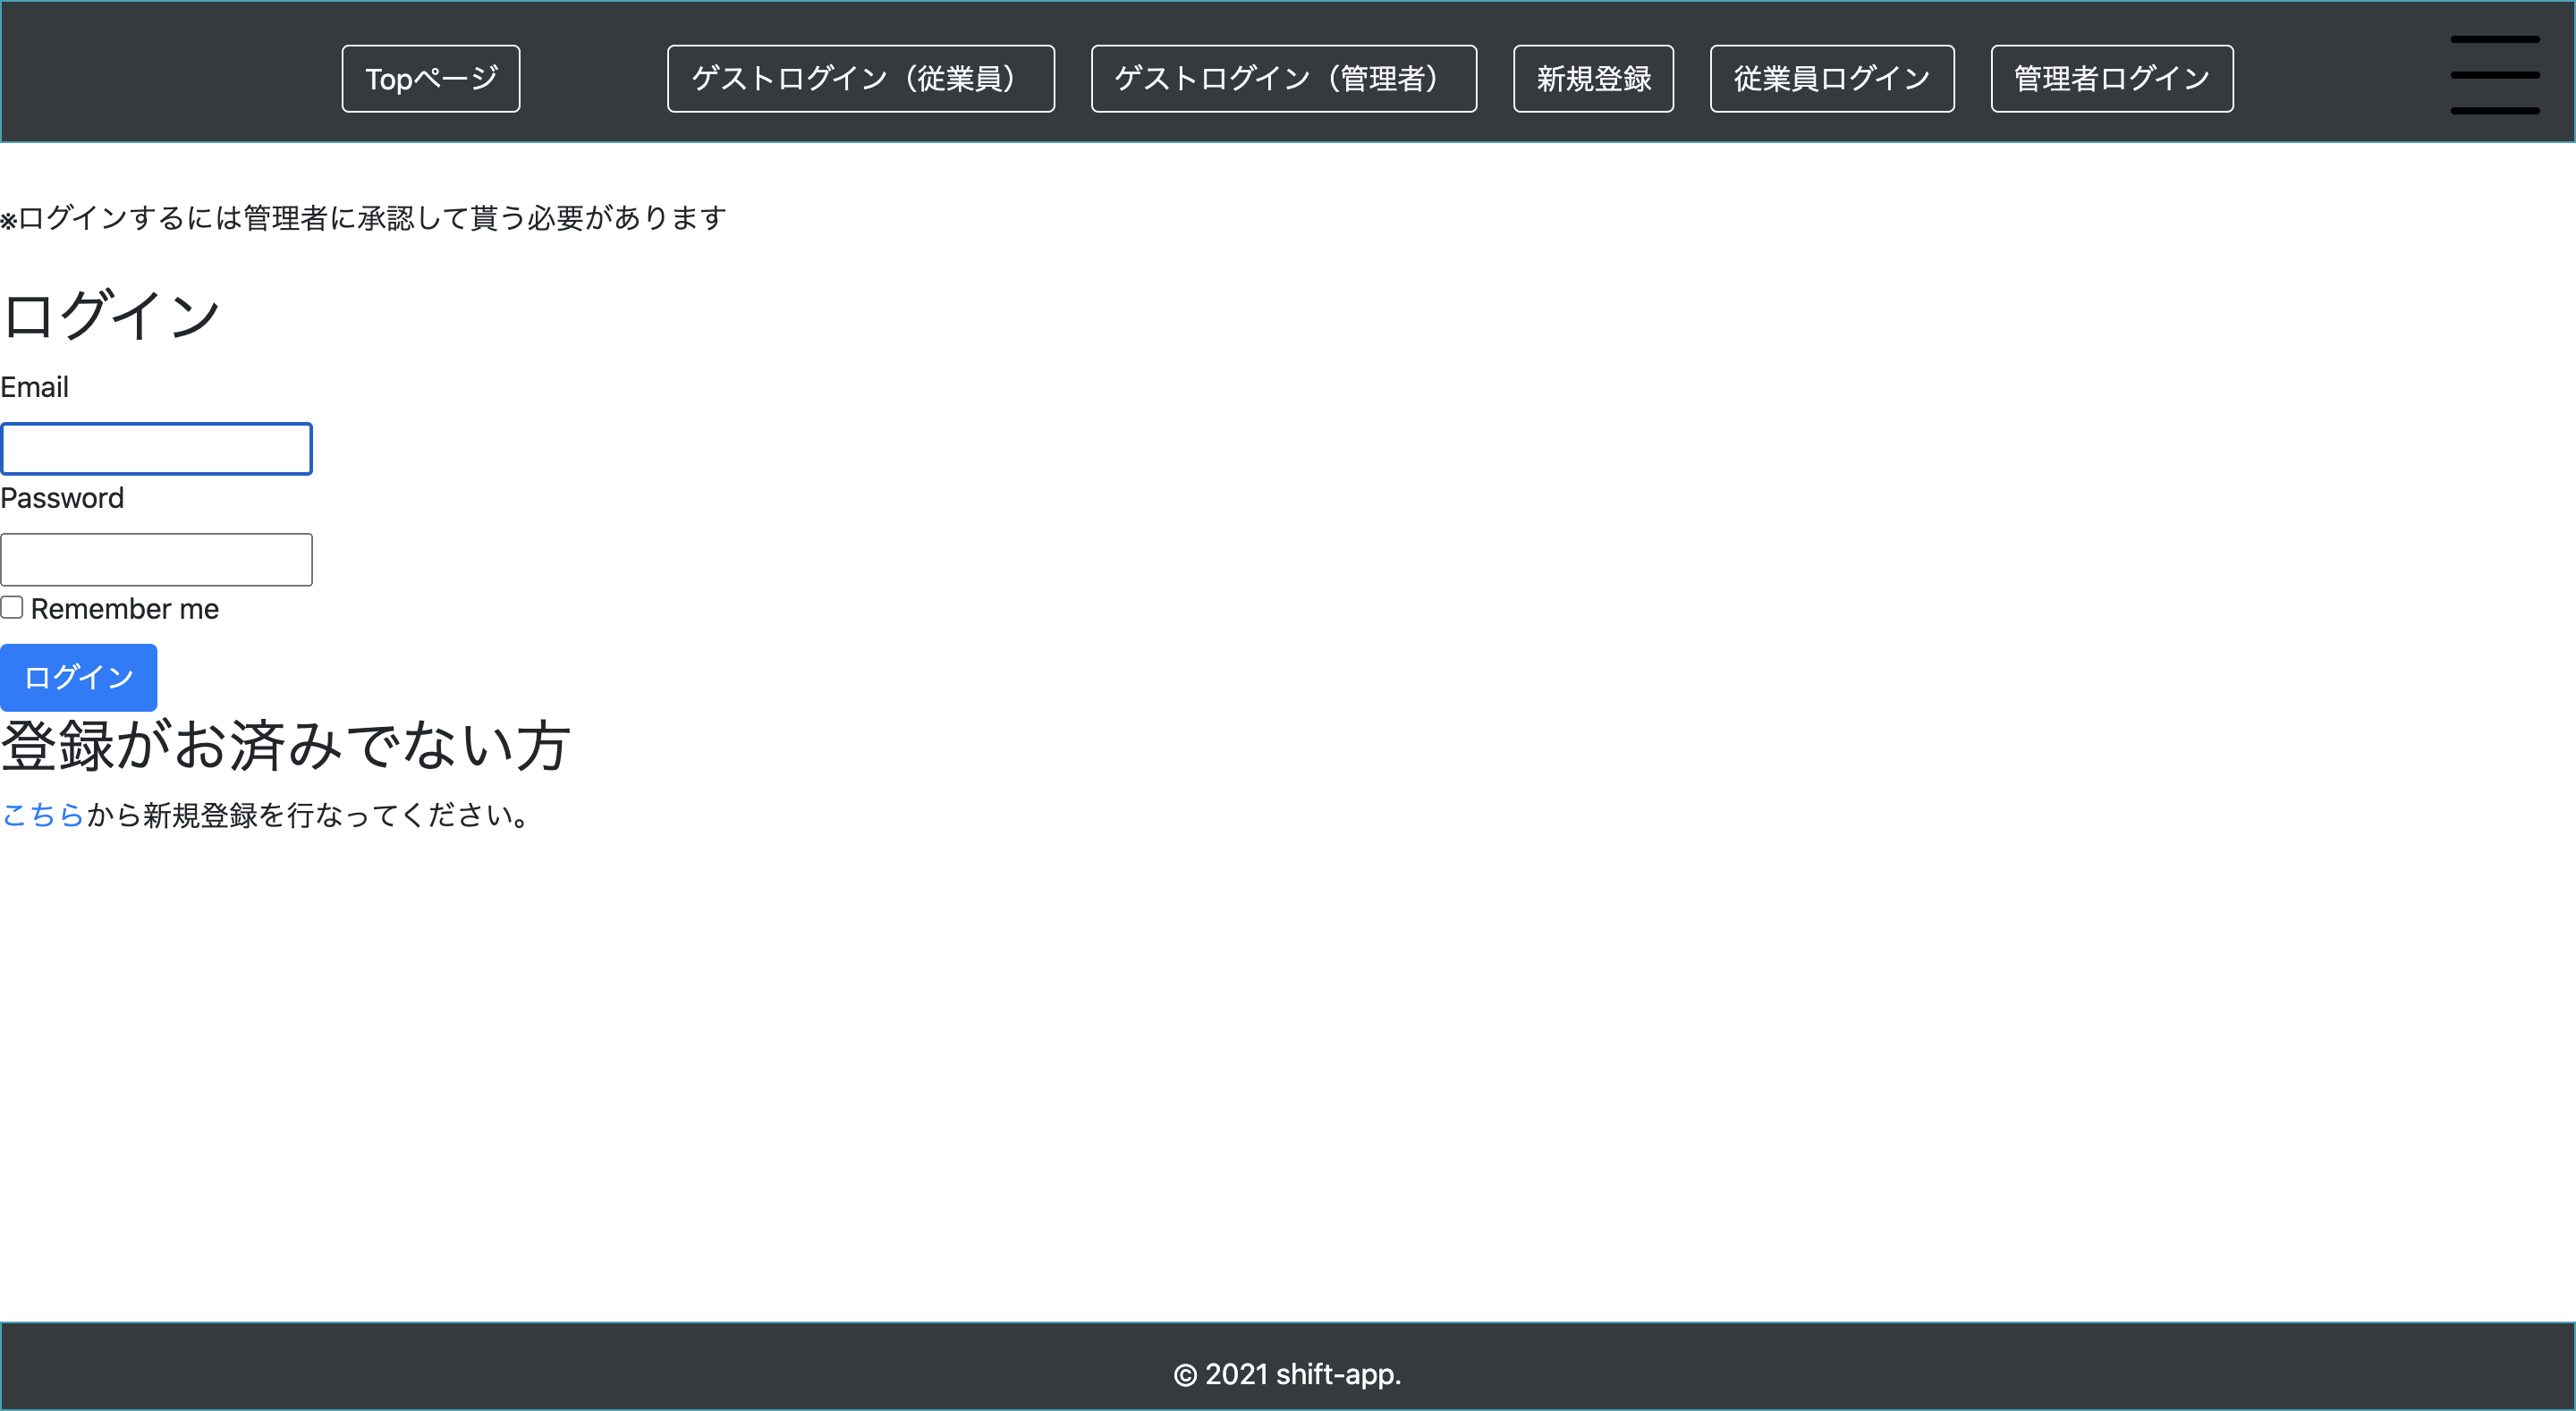 Topページ ゲストログイン（従業員） ゲストログイン（管理者） 新規登録 従業員ログイン 管理者ログイン
※ログインするには管理者に承認して貰う必要があります
ログイン
Email
Password
Remember me
ログイン
登録がお済みでない方
こちらから新規登録を行なってください。
© 2021 shift-app.